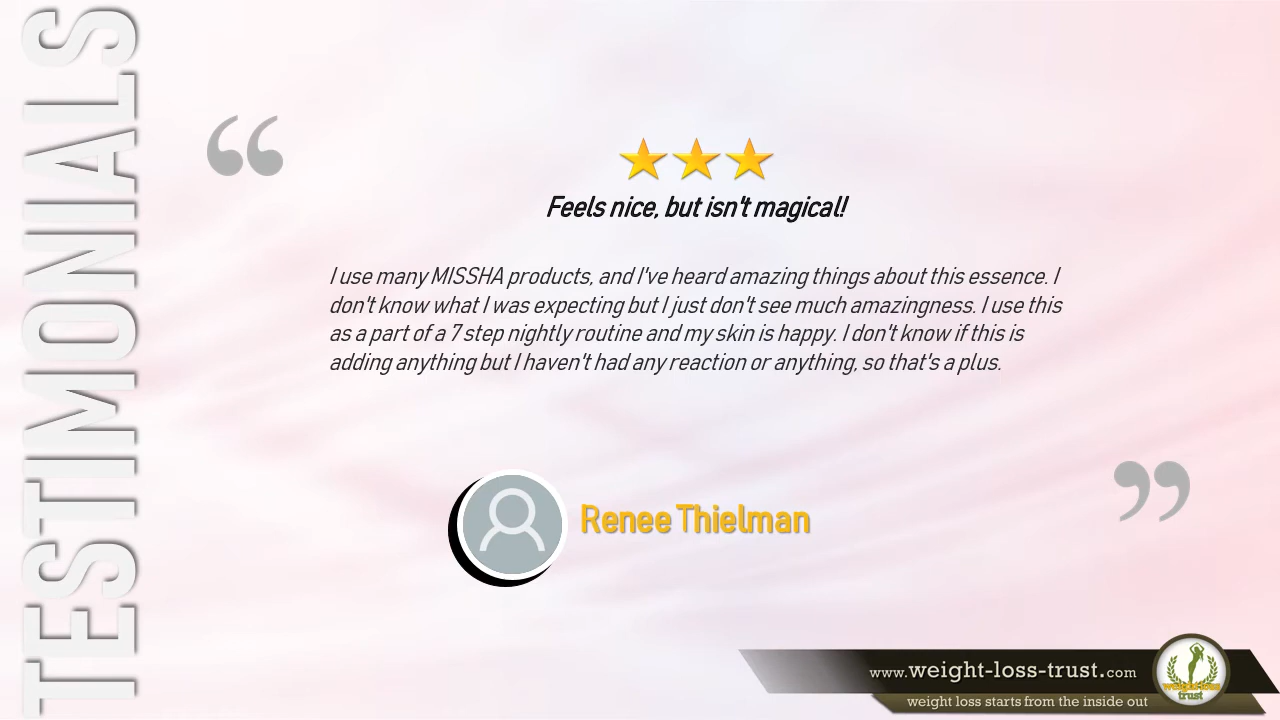 TESTIMONIALS
“
Feels nice, but isn't magical!
I use many MISSHA products, and I've heard amazing things about this essence. I
don't know what I was expecting but I just don't see much amazingness. I use this
as a part of a 7 step nightly routine and my skin is happy. I don't know if this is
adding anything but I haven't had any reaction or anything, so that's a plus.
”
Renee Thielman
www.weight-loss-trust.com
weight loss starts from the inside out
weight loss
trust